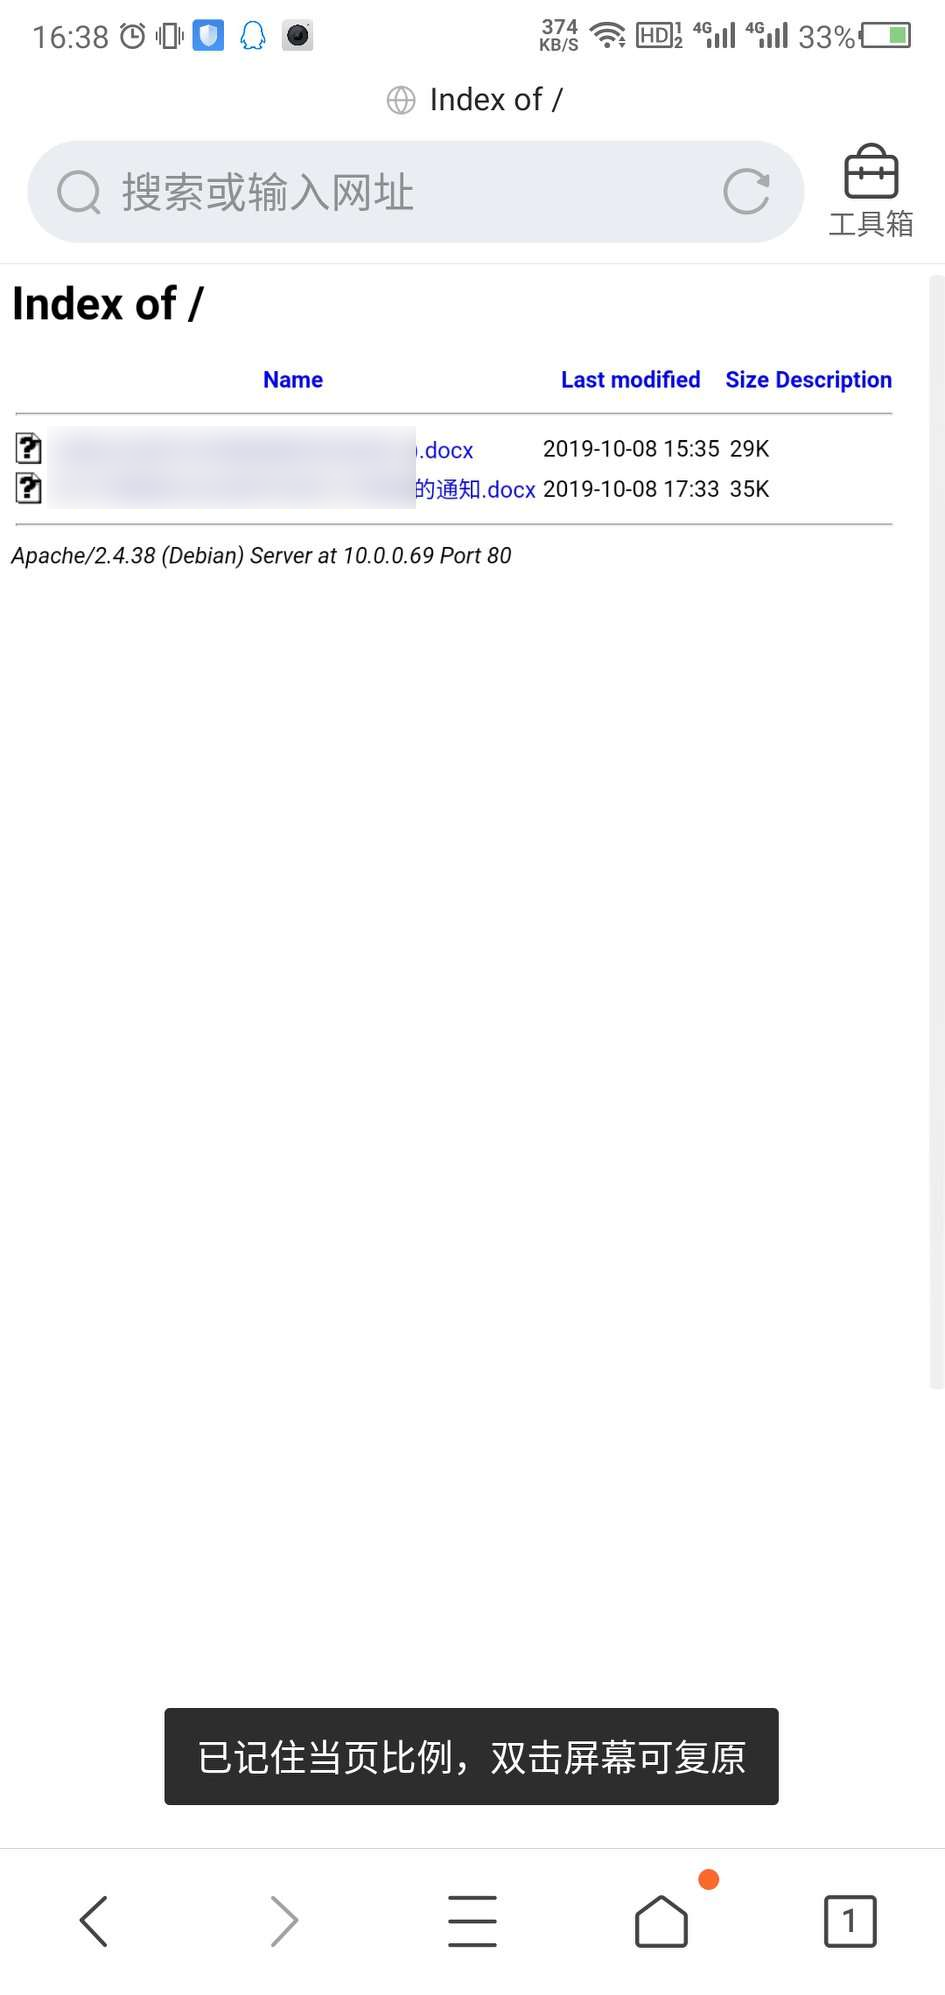 16:38
374
KB/S
HD 1
2
4G
4G
33%
Index of /
搜索或输入网址
工具箱
Index of /
Name Last modified Size Description
.docx 2019-10-08 15:35 29K
的通知.docx 2019-10-08 17:33 35K
Apache/2.4.38 (Debian) Server at 10.0.0.69 Port 80
已记住当页比例，双击屏幕可复原
1